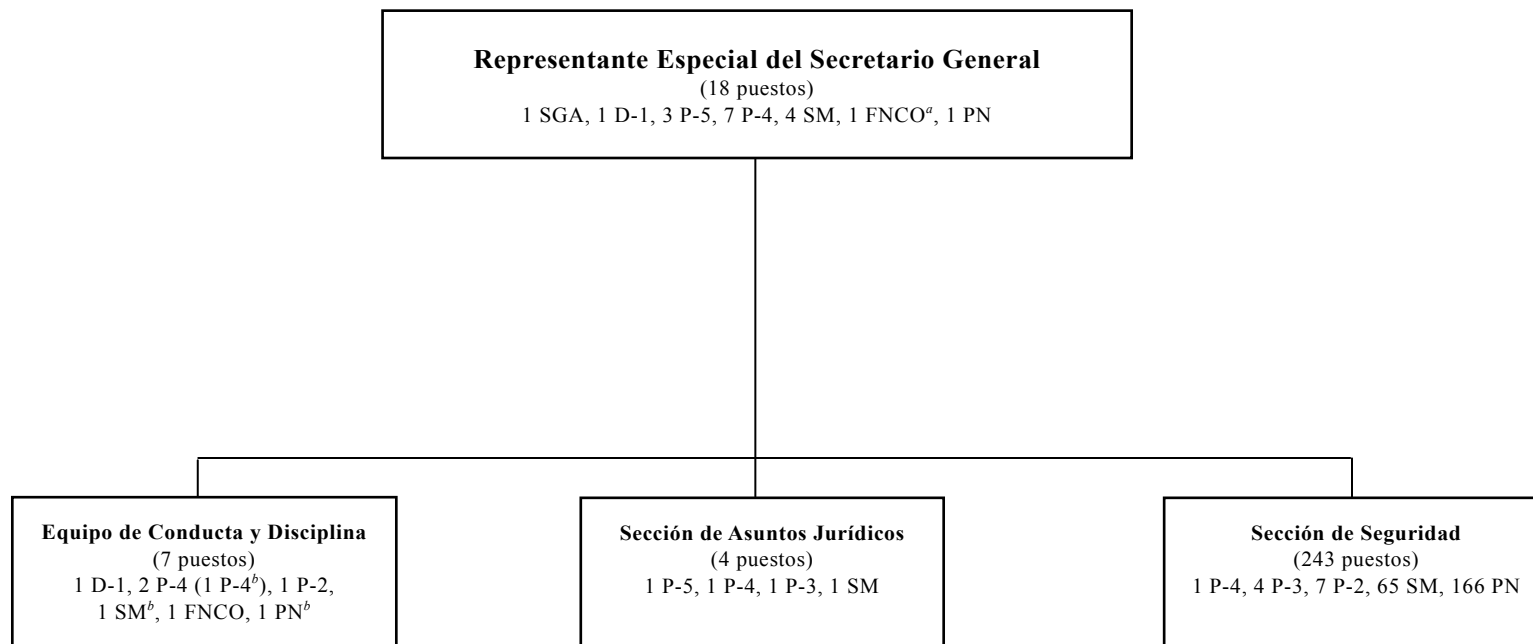 Representante Especial del Secretario General
(18 puestos)
1 SGA, 1 D-1, 3 P-5, 7 P-4, 4 SM, 1 FNCOᵃ, 1 PN
Equipo de Conducta y Disciplina
(7 puestos)
1 D-1, 2 P-4 (1 P-4ᵇ), 1 P-2,
1 SMᵇ, 1 FNCO, 1 PNᵇ
Sección de Asuntos Jurídicos
(4 puestos)
1 P-5, 1 P-4, 1 P-3, 1 SM
Sección de Seguridad
(243 puestos)
1 P-4, 4 P-3, 7 P-2, 65 SM, 166 PN